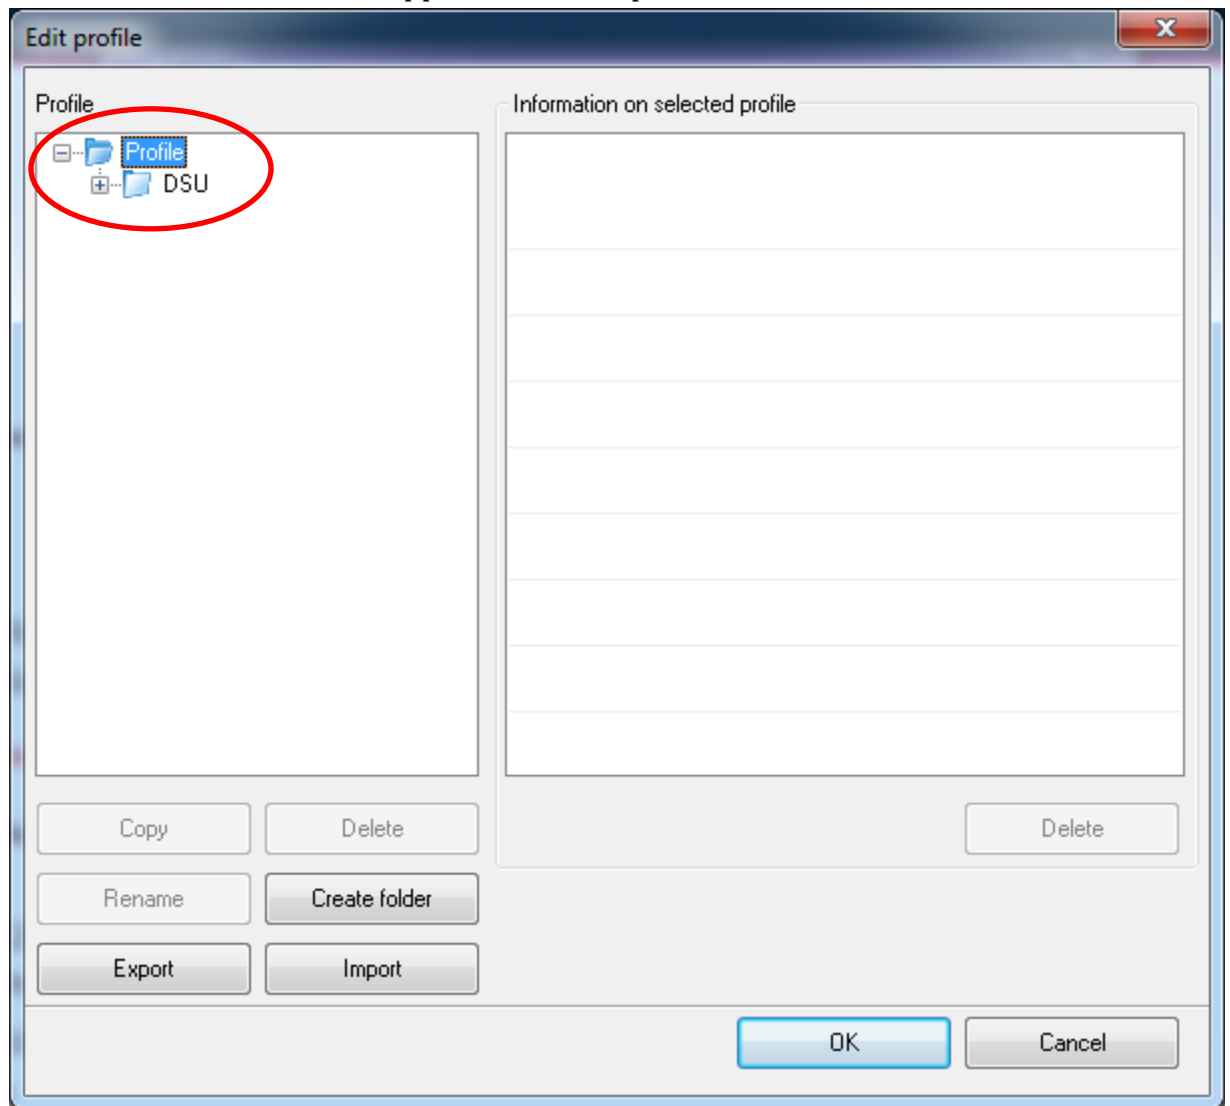 Edit profile
Profile
Information on selected profile
Profile
DSU
Copy
Delete
Delete
Rename
Create folder
Export
Import
OK
Cancel